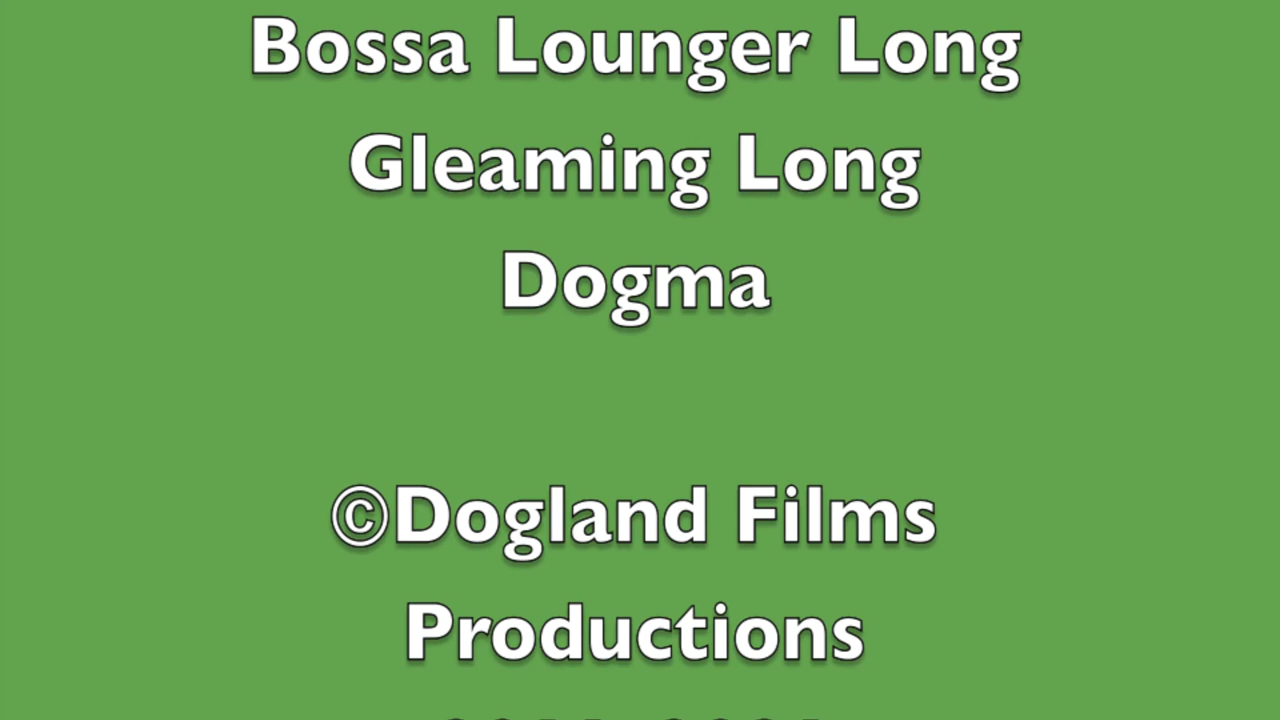 Bossa Lounger Long
Gleaming Long
Dogma
©Dogland Films
Productions